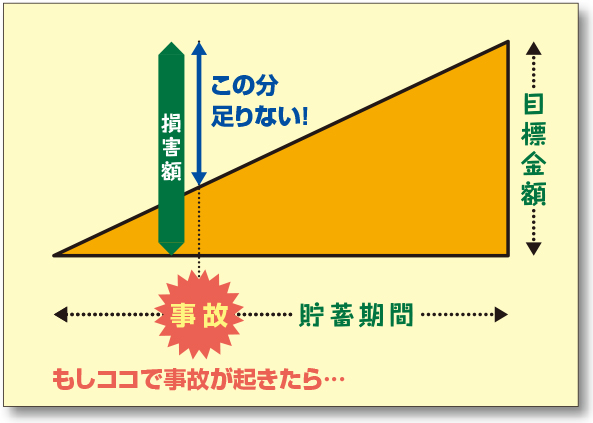 損害額
この分
足りない!
目標金額
事故
貯蓄期間
もしココで事故が起きたら…